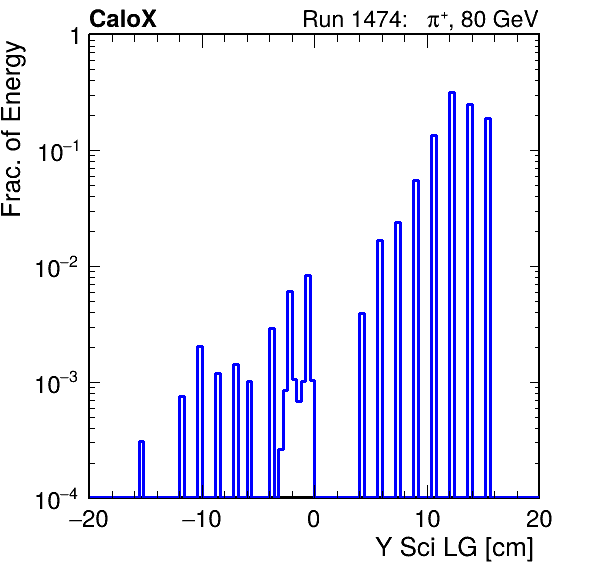 CaloX Run 1474: π⁺, 80 GeV
Frac. of Energy
1
10⁻¹
10⁻²
10⁻³
10⁻⁴
−20 −10 0 10 20
Y Sci LG [cm]